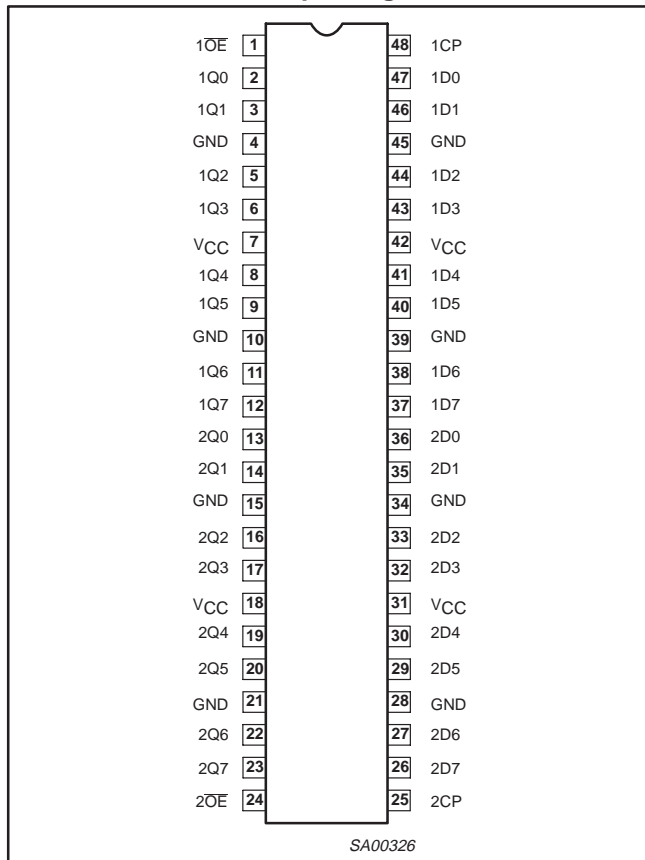 1O̅E̅ 1 48 1CP
1Q0 2 47 1D0
1Q1 3 46 1D1
GND 4 45 GND
1Q2 5 44 1D2
1Q3 6 43 1D3
VCC 7 42 VCC
1Q4 8 41 1D4
1Q5 9 40 1D5
GND 10 39 GND
1Q6 11 38 1D6
1Q7 12 37 1D7
2Q0 13 36 2D0
2Q1 14 35 2D1
GND 15 34 GND
2Q2 16 33 2D2
2Q3 17 32 2D3
VCC 18 31 VCC
2Q4 19 30 2D4
2Q5 20 29 2D5
GND 21 28 GND
2Q6 22 27 2D6
2Q7 23 26 2D7
2O̅E̅ 24 25 2CP
SA00326